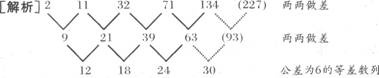 [解析] 2 11 32 71 134 (227) 两两做差
9 21 39 63 (93) 两两做差
12 18 24 30 公差为6的等差数列